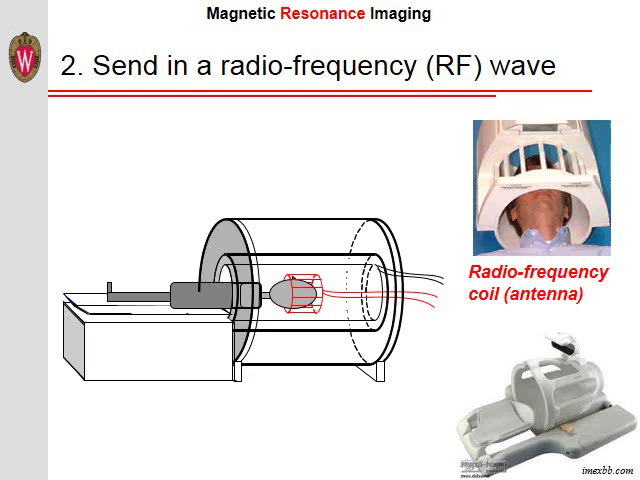 Magnetic Resonance Imaging
2. Send in a radio-frequency (RF) wave
Radio-frequency
coil (antenna)
imexbb.com